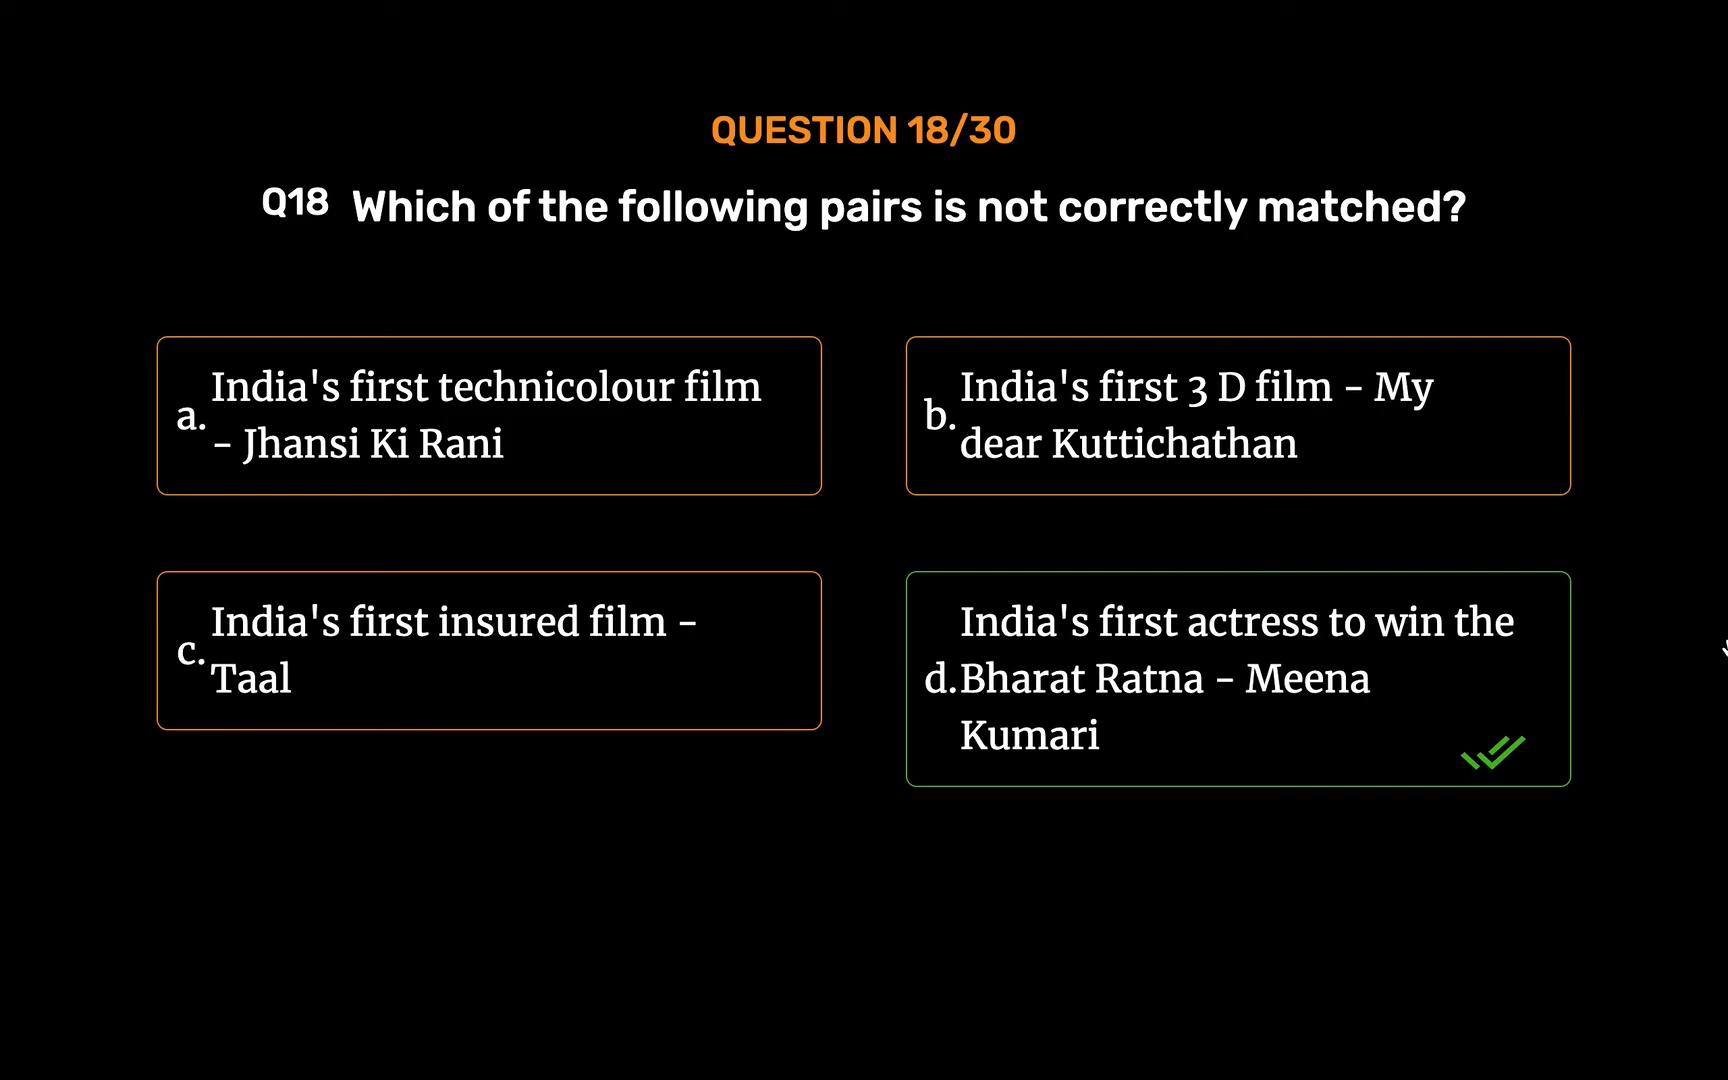 QUESTION 18/30
Q18 Which of the following pairs is not correctly matched?
a. India's first technicolour film
- Jhansi Ki Rani
b. India's first 3 D film - My
dear Kuttichathan
c. India's first insured film -
Taal
d. India's first actress to win the
Bharat Ratna - Meena
Kumari